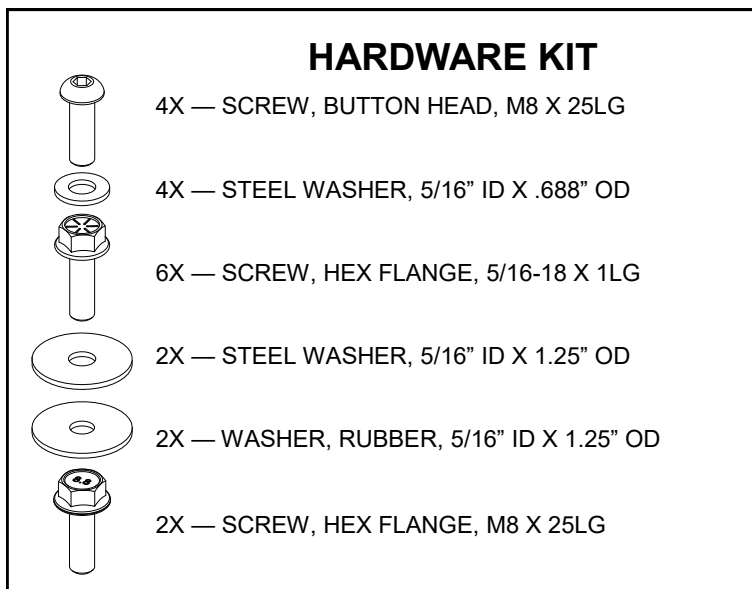 HARDWARE KIT
4X — SCREW, BUTTON HEAD, M8 X 25LG
4X — STEEL WASHER, 5/16” ID X .688” OD
6X — SCREW, HEX FLANGE, 5/16-18 X 1LG
2X — STEEL WASHER, 5/16” ID X 1.25” OD
2X — WASHER, RUBBER, 5/16” ID X 1.25” OD
8.8
2X — SCREW, HEX FLANGE, M8 X 25LG